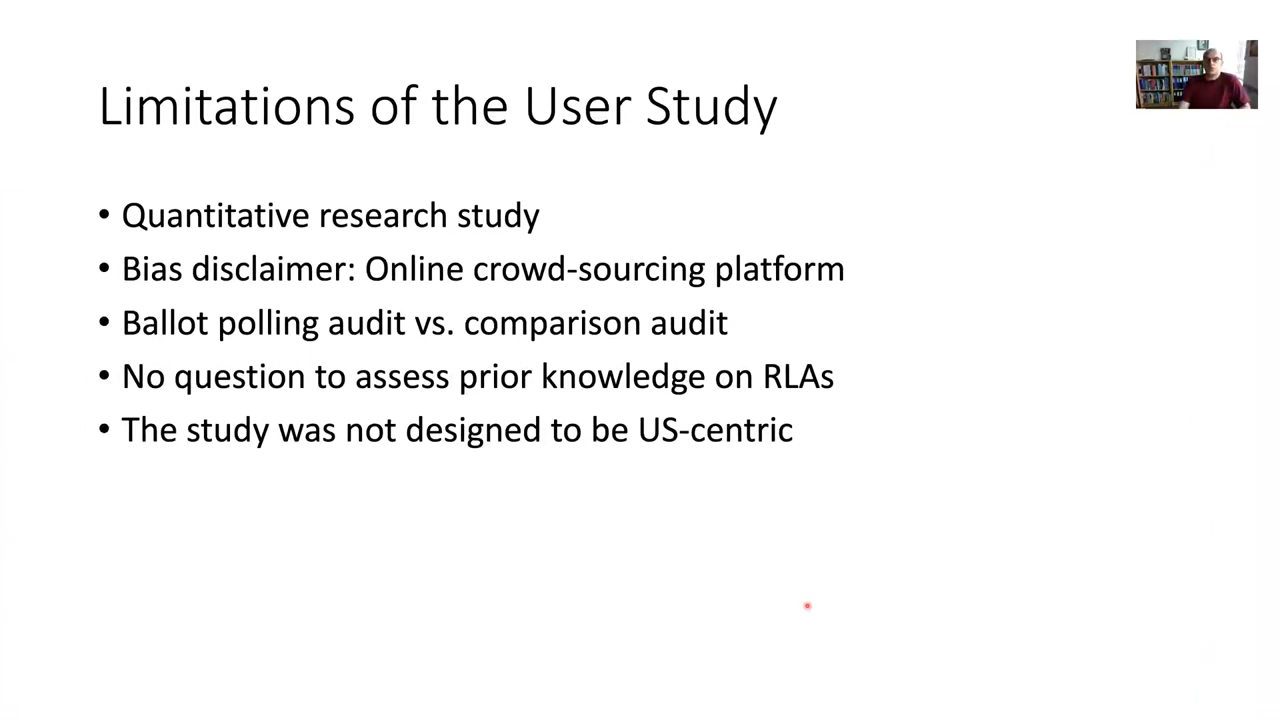 Limitations of the User Study
• Quantitative research study
• Bias disclaimer: Online crowd-sourcing platform
• Ballot polling audit vs. comparison audit
• No question to assess prior knowledge on RLAs
• The study was not designed to be US-centric